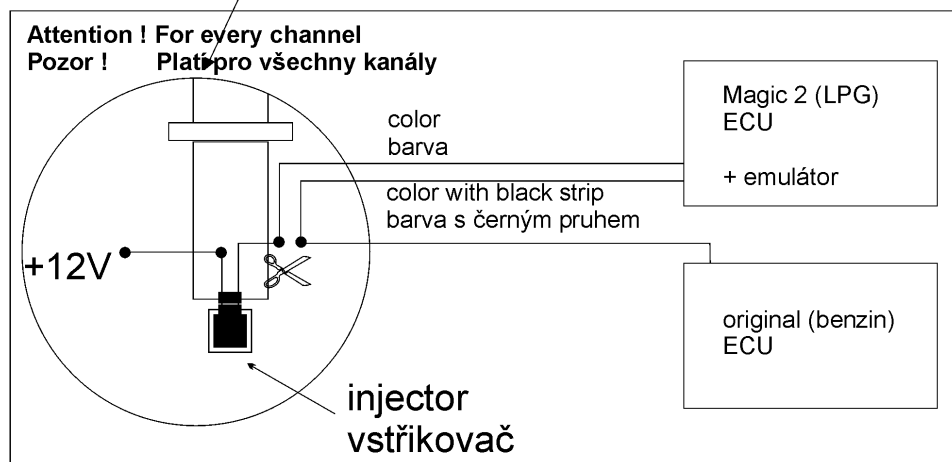 Attention ! For every channel
Pozor ! Platí pro všechny kanály
color
barva
Magic 2 (LPG)
ECU
+ emulátor
color with black strip
barva s černým pruhem
+12V
original (benzin)
ECU
injector
vstřikovač